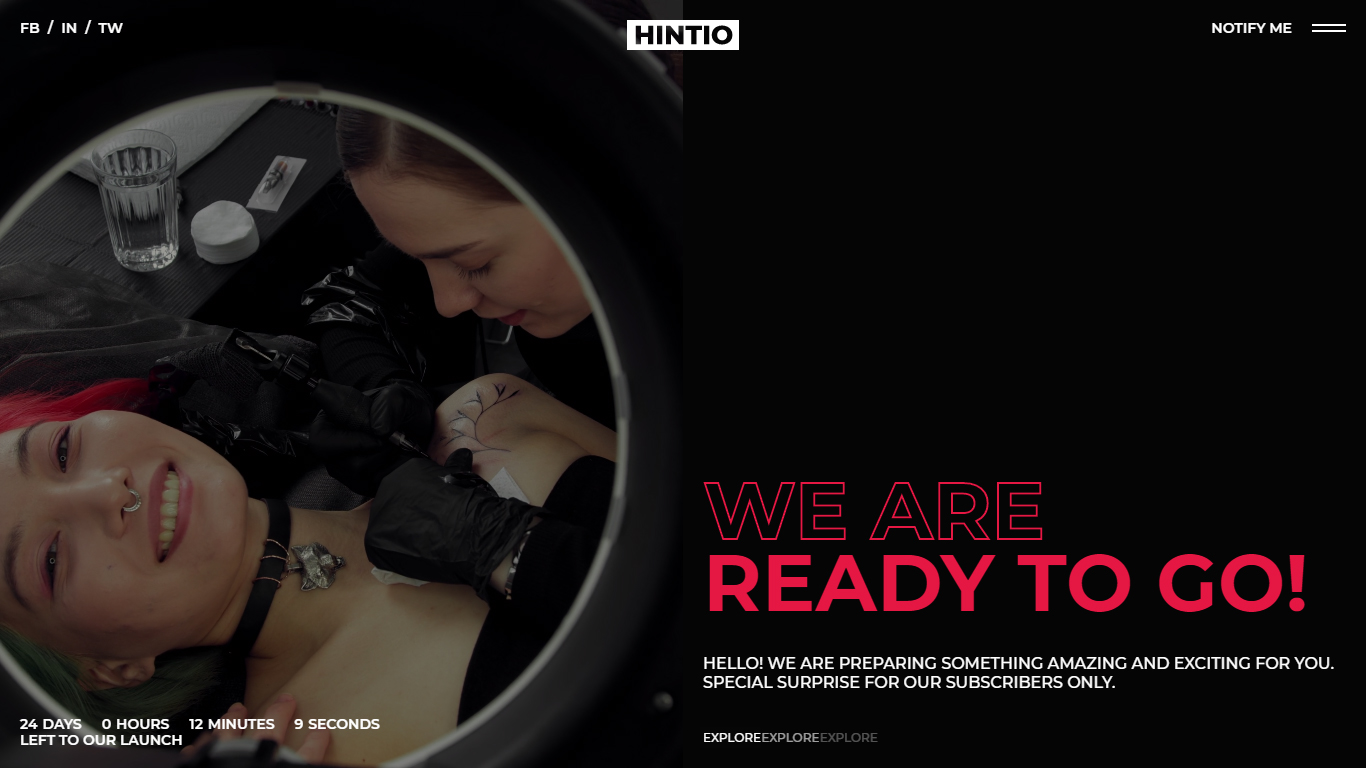 FB / IN / TW
HINTIO
NOTIFY ME
WE ARE
READY TO GO!
HELLO! WE ARE PREPARING SOMETHING AMAZING AND EXCITING FOR YOU.
SPECIAL SURPRISE FOR OUR SUBSCRIBERS ONLY.
24 DAYS 0 HOURS 12 MINUTES 9 SECONDS
LEFT TO OUR LAUNCH
EXPLOREEXPLOREEXPLORE